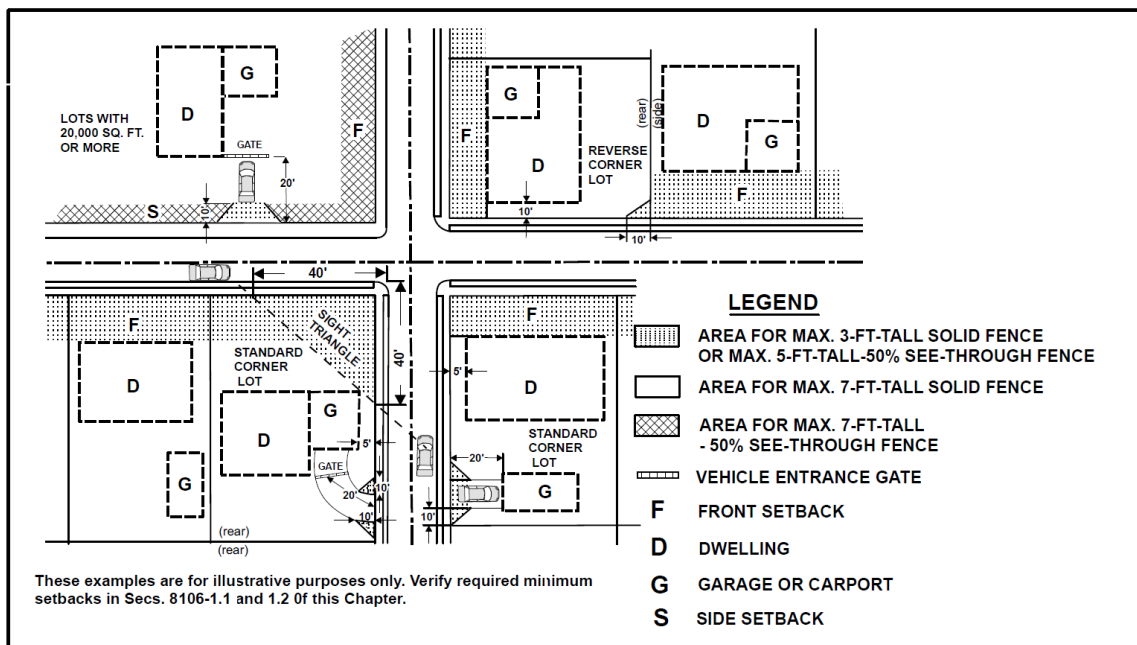 LOTS WITH
20,000 SQ. FT.
OR MORE
D
G
GATE
F
S
10'
20'
F
G
D
10'
REVERSE
CORNER
LOT
(rear)
(side)
D
G
F
10'
40'
40'
SIGHT
TRIANGLE
F
D
G
STANDARD
CORNER
LOT
D
G
5'
GATE
20'
10'
10'
(rear)
(rear)
F
5'
D
STANDARD
CORNER
LOT
20'
G
10'
LEGEND
AREA FOR MAX. 3-FT-TALL SOLID FENCE
OR MAX. 5-FT-TALL-50% SEE-THROUGH FENCE
AREA FOR MAX. 7-FT-TALL SOLID FENCE
AREA FOR MAX. 7-FT-TALL
- 50% SEE-THROUGH FENCE
VEHICLE ENTRANCE GATE
F FRONT SETBACK
D DWELLING
G GARAGE OR CARPORT
S SIDE SETBACK
These examples are for illustrative purposes only. Verify required minimum
setbacks in Secs. 8106-1.1 and 1.2 0f this Chapter.